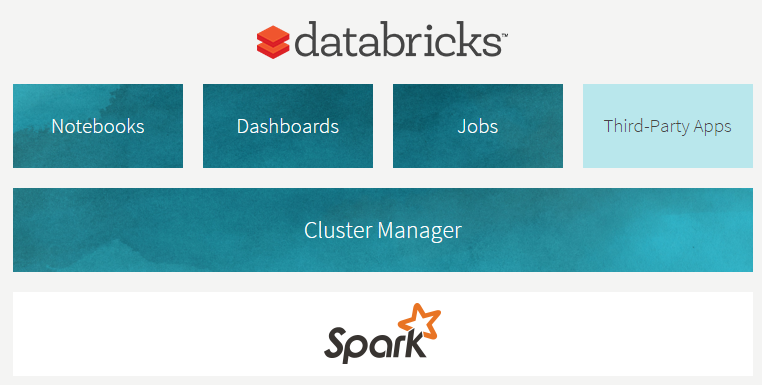 databricks™
Notebooks
Dashboards
Jobs
Third-Party Apps
Cluster Manager
Spark